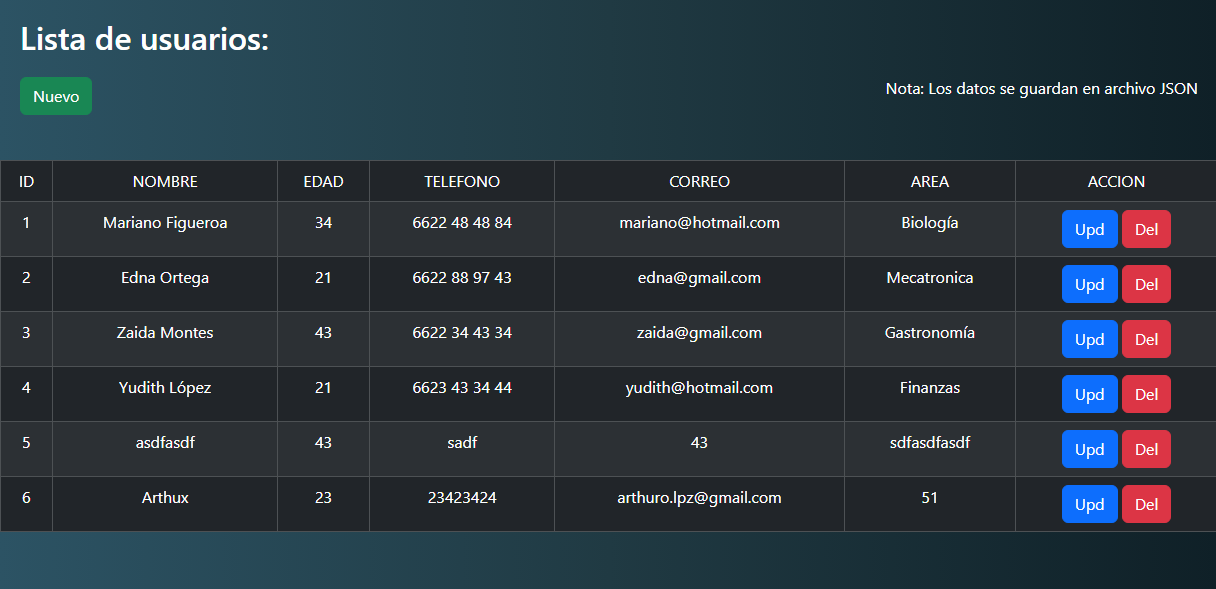 Lista de usuarios:
Nuevo
Nota: Los datos se guardan en archivo JSON
ID NOMBRE EDAD TELEFONO CORREO AREA ACCION
1 Mariano Figueroa 34 6622 48 48 84 mariano@hotmail.com Biología Upd Del
2 Edna Ortega 21 6622 88 97 43 edna@gmail.com Mecatronica Upd Del
3 Zaida Montes 43 6622 34 43 34 zaida@gmail.com Gastronomía Upd Del
4 Yudith López 21 6623 43 34 44 yudith@hotmail.com Finanzas Upd Del
5 asdfasdf 43 sadf 43 sdfasdfasdf Upd Del
6 Arthux 23 23423424 arthuro.lpz@gmail.com 51 Upd Del